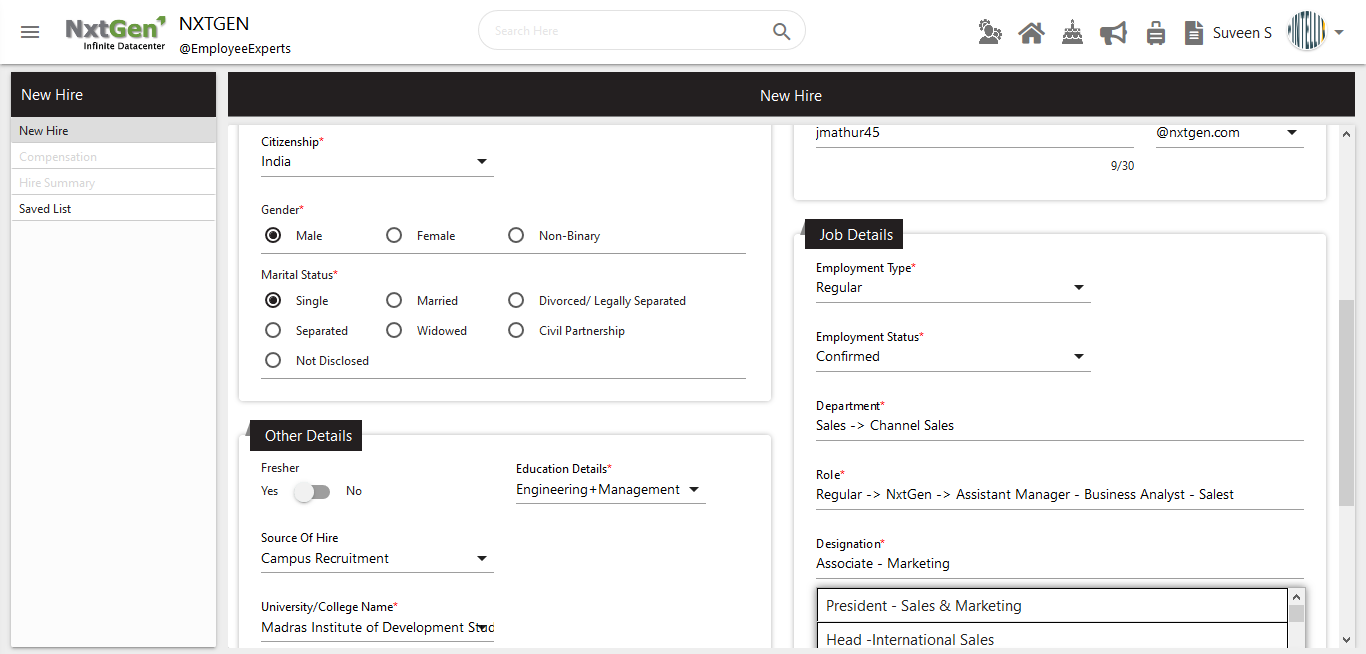 NxtGen
Infinite Datacenter
NXTGEN
@EmployeeExperts
Search Here
Suveen S
INTELI
New Hire
New Hire
Compensation
Hire Summary
Saved List
New Hire
Citizenship*
India
Gender*
Male Female Non-Binary
Marital Status*
Single Married Divorced/ Legally Separated
Separated Widowed Civil Partnership
Not Disclosed
Other Details
Fresher
Yes No
Education Details*
Engineering+Management
Source Of Hire
Campus Recruitment
University/College Name*
Madras Institute of Development Stud
jmathur45 @nxtgen.com
9/30
Job Details
Employment Type*
Regular
Employment Status*
Confirmed
Department*
Sales -> Channel Sales
Role*
Regular -> NxtGen -> Assistant Manager - Business Analyst - Salest
Designation*
Associate - Marketing
President - Sales & Marketing
Head -International Sales